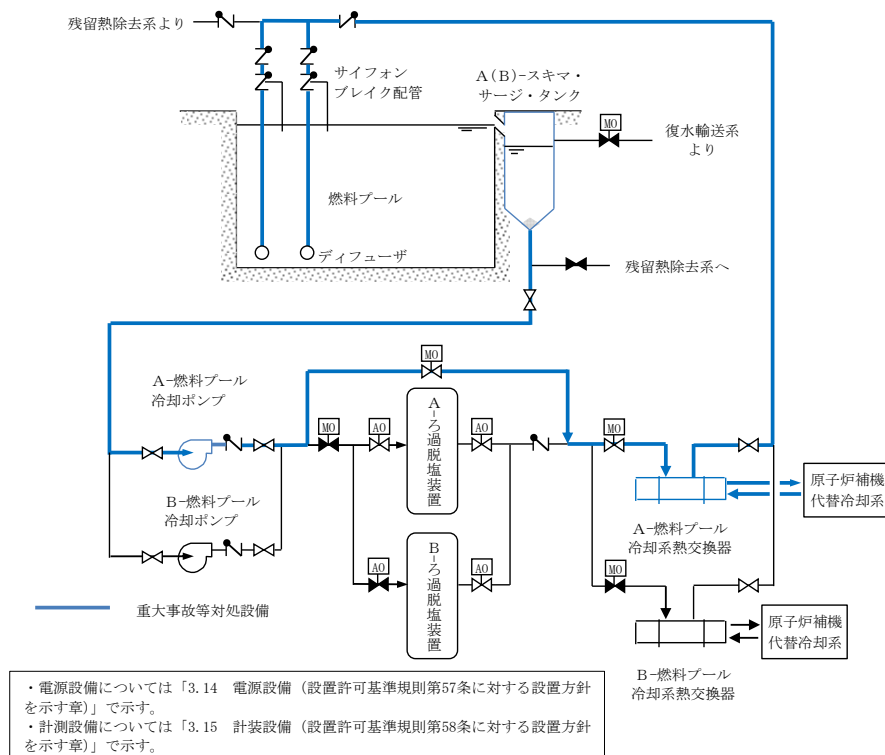 残留熱除去系より
サイフォン
ブレイク配管
A(B)-スキマ・
サージ・タンク
MO
復水輸送系
より
燃料プール
ディフューザ
残留熱除去系へ
MO
A-燃料プール
冷却ポンプ
MO
AO
A-ろ過脱塩装置
AO
MO
原子炉補機
代替冷却系
B-燃料プール
冷却ポンプ
A-燃料プール
冷却系熱交換器
AO
B-ろ過脱塩装置
AO
MO
重大事故等対処設備
原子炉補機
代替冷却系
B-燃料プール
冷却系熱交換器
・電源設備については「3.14 電源設備(設置許可基準規則第57条に対する設置方針
を示す章)」で示す。
・計測設備については「3.15 計装設備(設置許可基準規則第58条に対する設置方針
を示す章)」で示す。